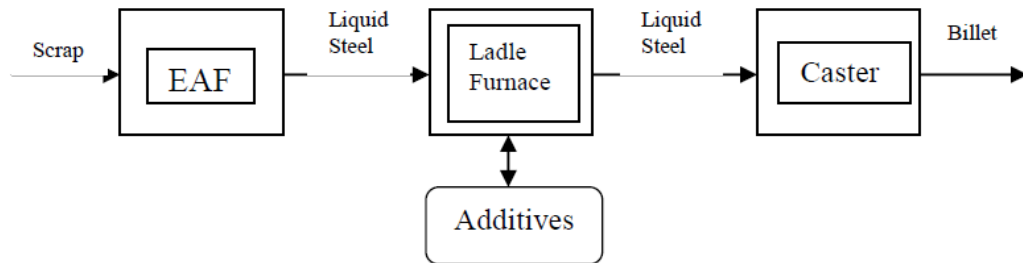 Scrap
EAF
Liquid
Steel
Ladle
Furnace
Liquid
Steel
Caster
Billet
Additives